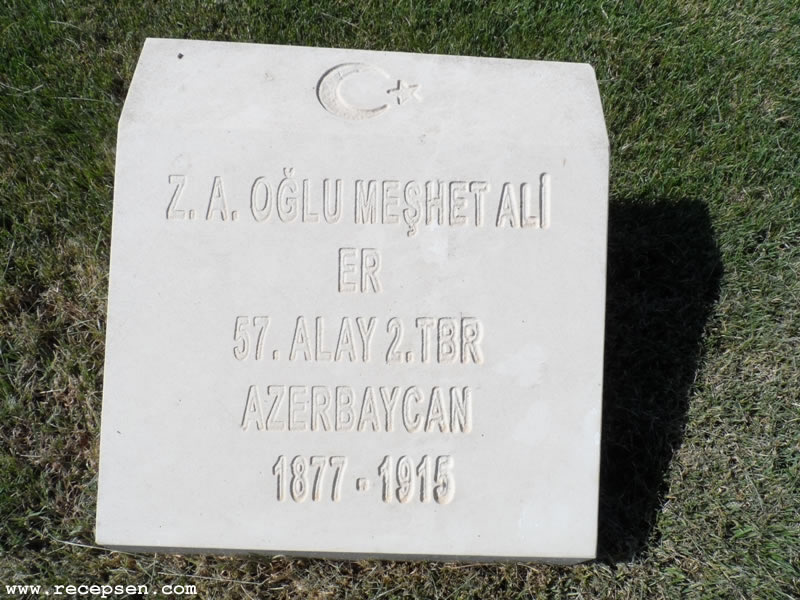 Z. A. OĞLU MEŞHET ALİ
ER
57. ALAY 2.TBR
AZERBAYCAN
1877 - 1915
www.recepsen.com